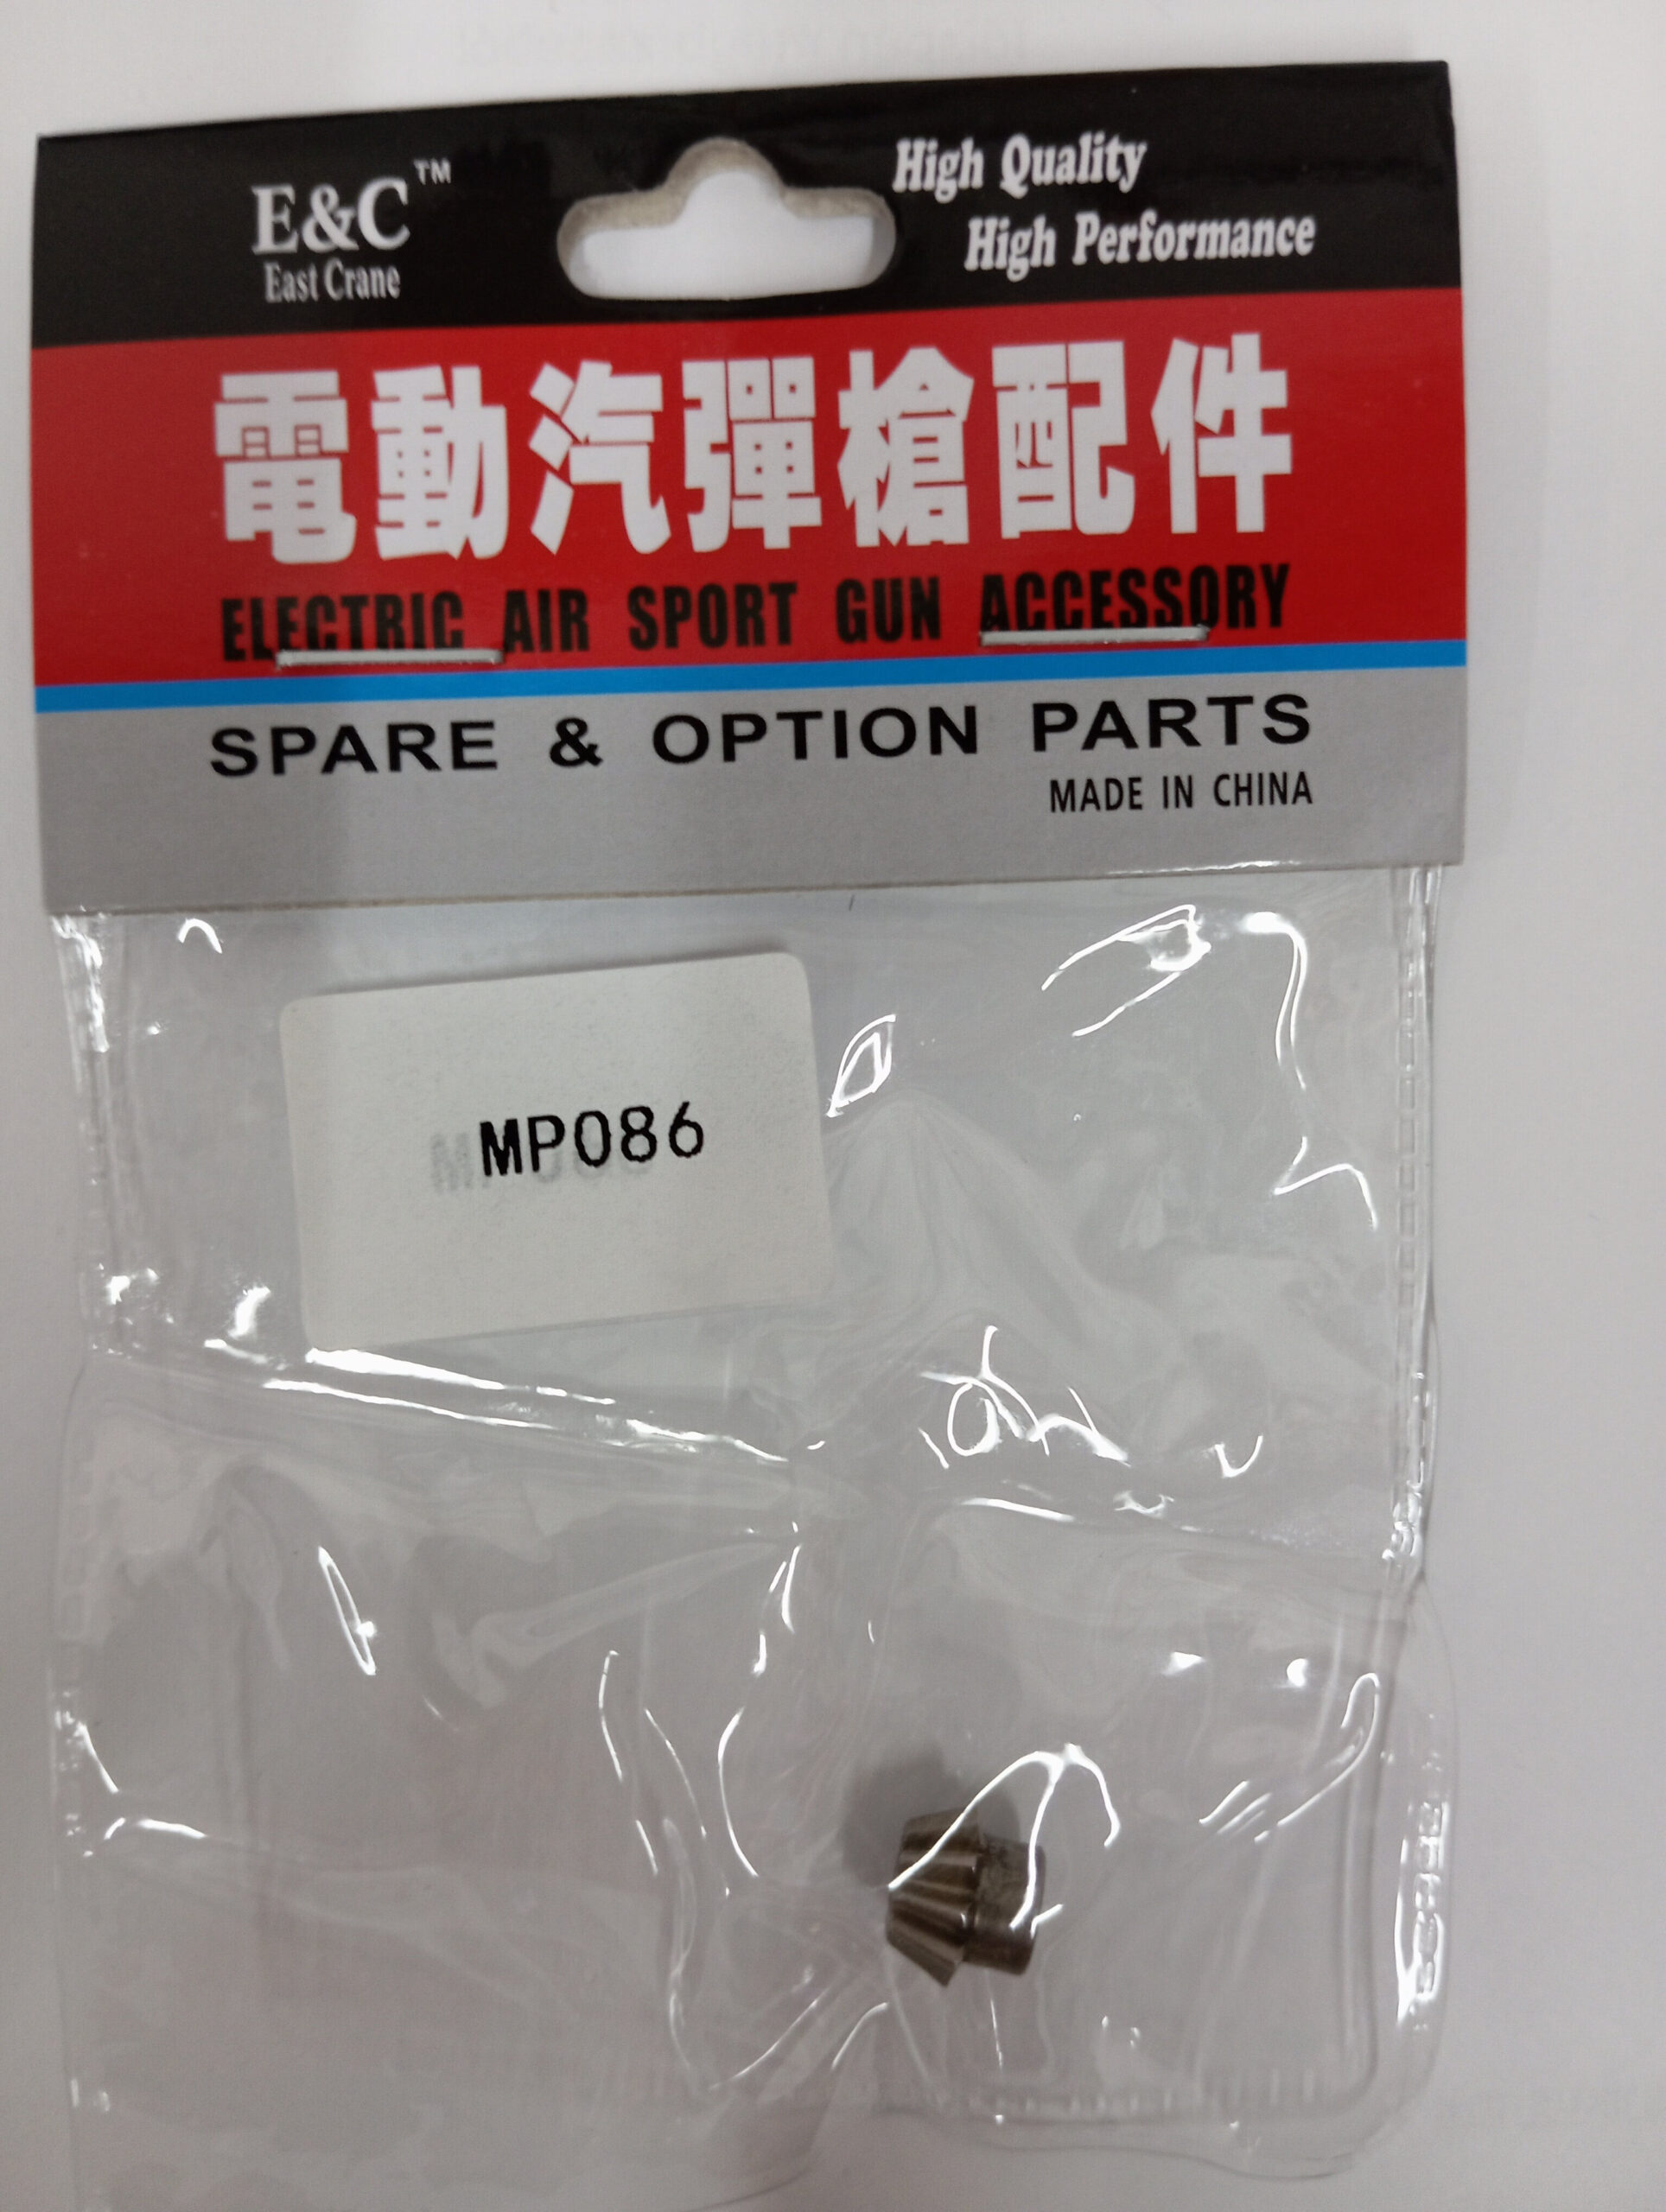 E&C™
East Crane
High Quality
High Performance
電動汽彈槍配件
ELECTRIC AIR SPORT GUN ACCESSORY
SPARE & OPTION PARTS
MADE IN CHINA
MP086